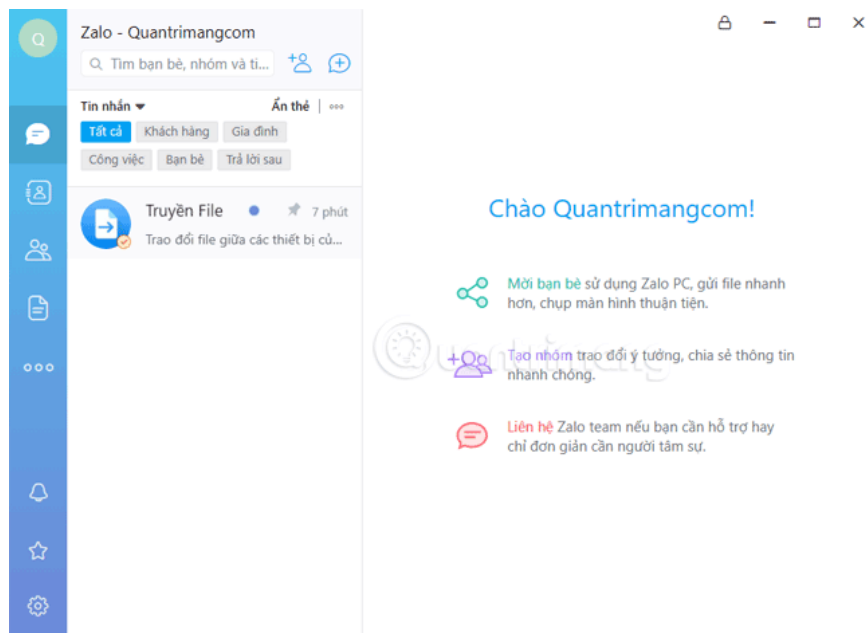 Q
Zalo - Quantrimangcom
Tìm bạn bè, nhóm và ti...
Tin nhắn
Ẩn thẻ
Tất cả
Khách hàng
Gia đình
Công việc
Bạn bè
Trả lời sau
Truyền File
7 phút
Trao đổi file giữa các thiết bị củ...
Chào Quantrimangcom!
Mời bạn bè sử dụng Zalo PC, gửi file nhanh
hơn, chụp màn hình thuận tiện.
Tạo nhóm trao đổi ý tưởng, chia sẻ thông tin
nhanh chóng.
Liên hệ Zalo team nếu bạn cần hỗ trợ hay
chỉ đơn giản cần người tâm sự.
Quantrimang